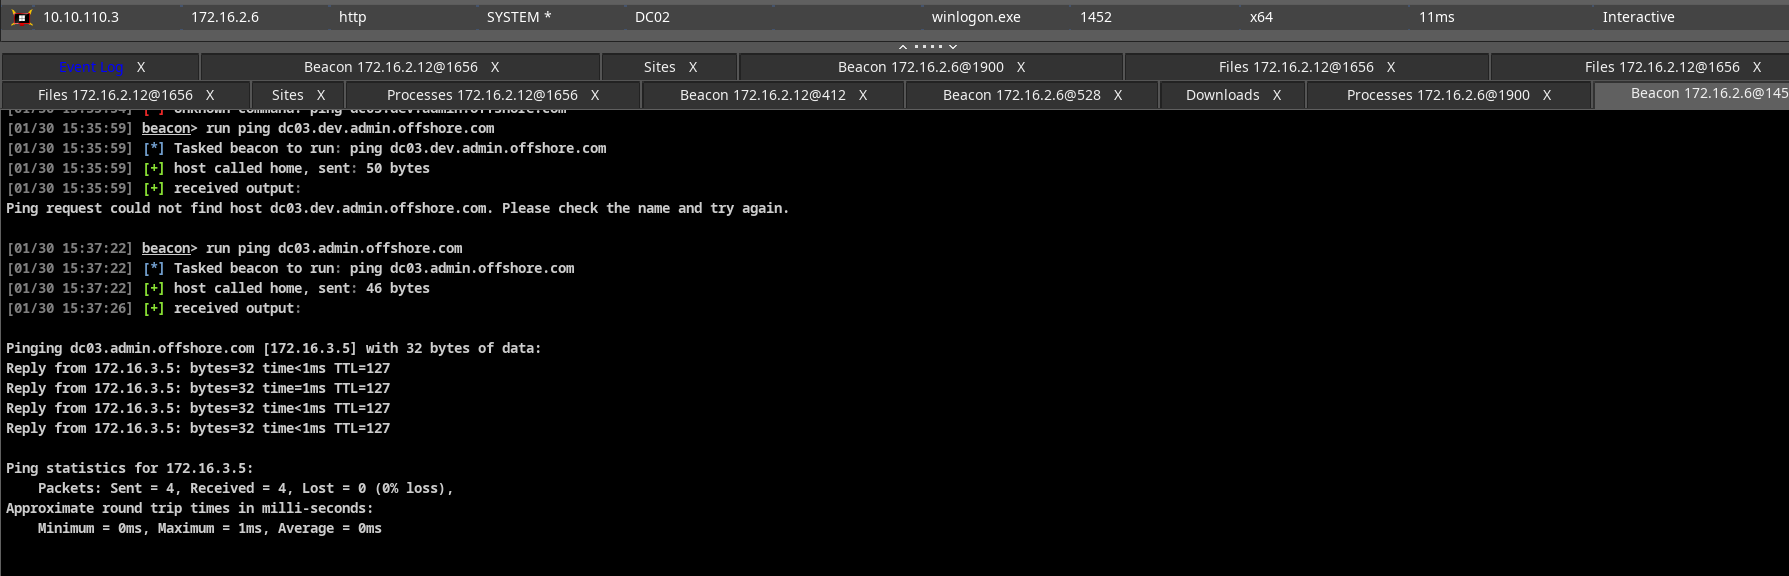 10.10.110.3 172.16.2.6 http SYSTEM * DC02 winlogon.exe 1452 x64 11ms Interactive
Event Log X Beacon 172.16.2.12@1656 X Sites X Beacon 172.16.2.6@1900 X Files 172.16.2.12@1656 X Files 172.16.2.12@1656 X
Files 172.16.2.12@1656 X Sites X Processes 172.16.2.12@1656 X Beacon 172.16.2.12@412 X Beacon 172.16.2.6@528 X Downloads X Processes 172.16.2.6@1900 X Beacon 172.16.2.6@145
[01/30 15:35:59] beacon> run ping dc03.dev.admin.offshore.com
[01/30 15:35:59] [*] Tasked beacon to run: ping dc03.dev.admin.offshore.com
[01/30 15:35:59] [+] host called home, sent: 50 bytes
[01/30 15:35:59] [+] received output:
Ping request could not find host dc03.dev.admin.offshore.com. Please check the name and try again.
[01/30 15:37:22] beacon> run ping dc03.admin.offshore.com
[01/30 15:37:22] [*] Tasked beacon to run: ping dc03.admin.offshore.com
[01/30 15:37:22] [+] host called home, sent: 46 bytes
[01/30 15:37:26] [+] received output:
Pinging dc03.admin.offshore.com [172.16.3.5] with 32 bytes of data:
Reply from 172.16.3.5: bytes=32 time<1ms TTL=127
Reply from 172.16.3.5: bytes=32 time=1ms TTL=127
Reply from 172.16.3.5: bytes=32 time<1ms TTL=127
Reply from 172.16.3.5: bytes=32 time<1ms TTL=127
Ping statistics for 172.16.3.5:
Packets: Sent = 4, Received = 4, Lost = 0 (0% loss),
Approximate round trip times in milli-seconds:
Minimum = 0ms, Maximum = 1ms, Average = 0ms